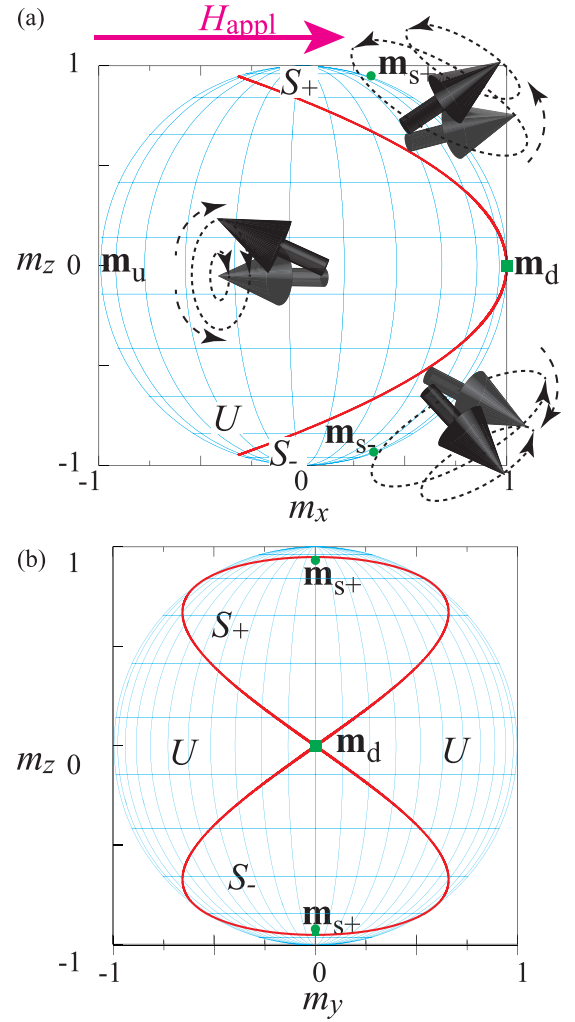 (a)
H_appl
1
S+
m_s+
m_z 0
m_u
m_d
U
m_s-
S-
-1
-1 0 1
m_x
(b)
1
m_s+
S+
m_z 0
U
m_d
U
S-
m_s+
-1
-1 0 1
m_y